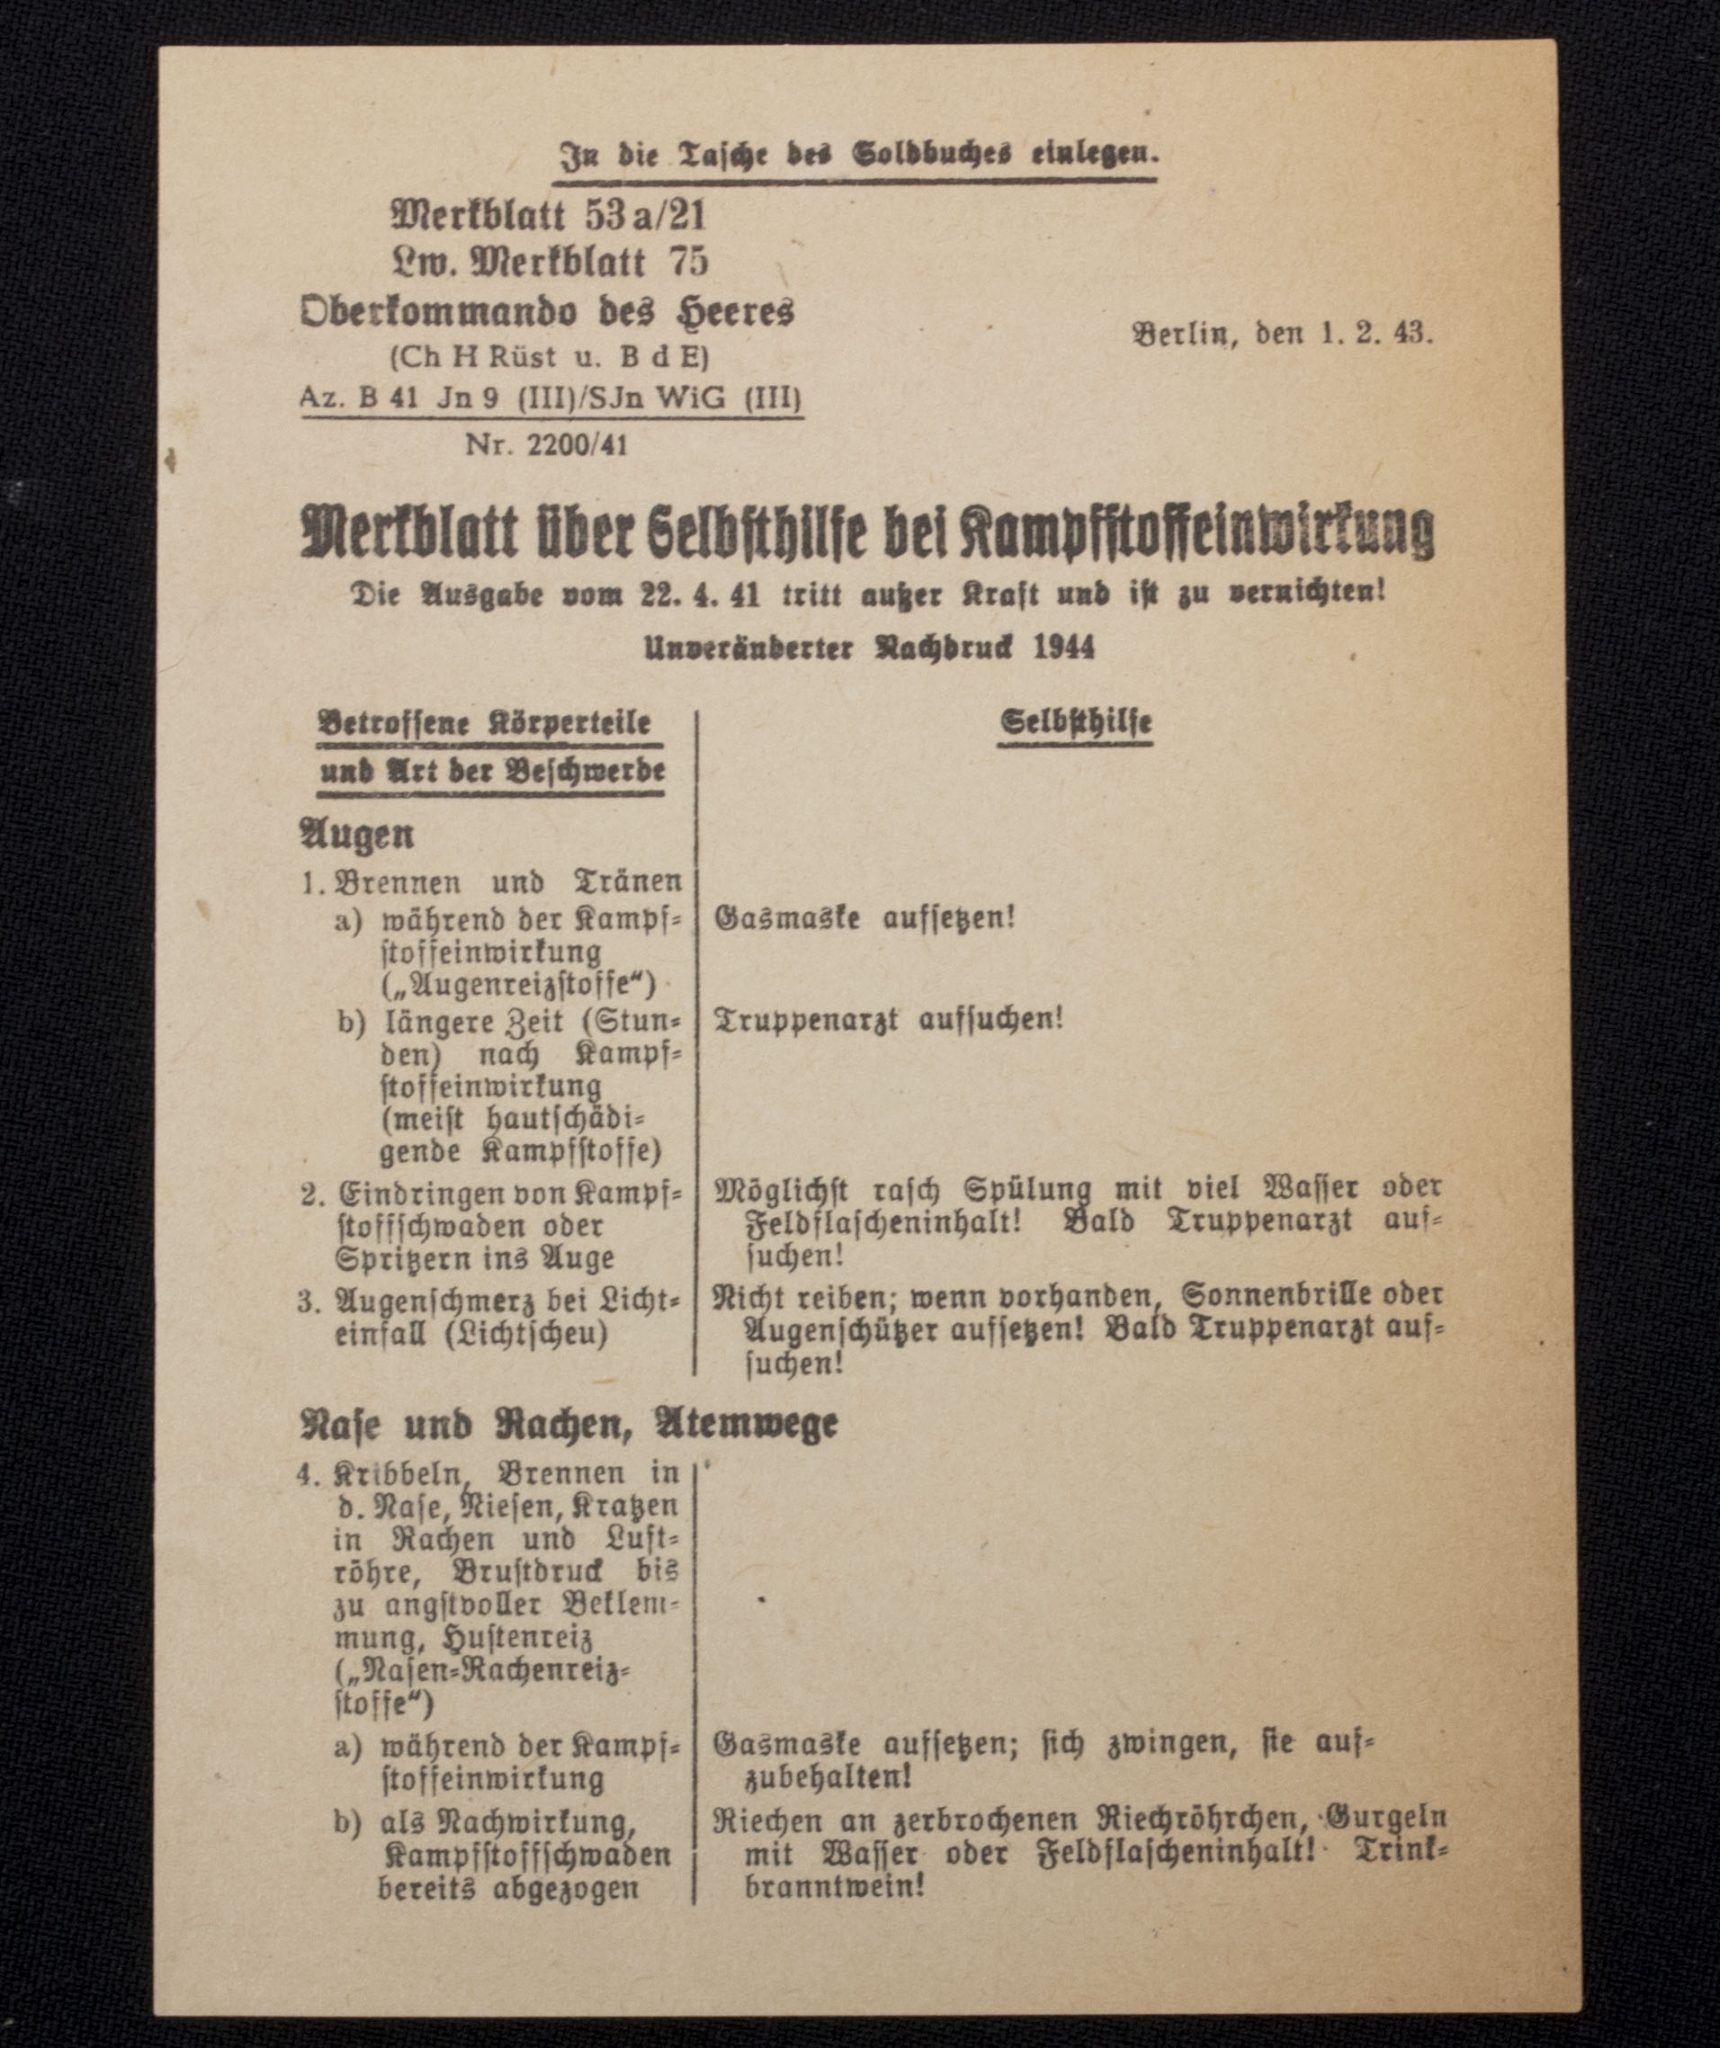 In die Tasche des Soldbuches einlegen.
Merkblatt 53 a/21
Lw. Merkblatt 75
Oberkommando des Heeres
(Ch H Rüst u. B d E)
Berlin, den 1. 2. 43.
Az. B 41 Jn 9 (III)/SJn WiG (III)
Nr. 2200/41
Merkblatt über Selbsthilfe bei Kampfstoffeinwirkung
Die Ausgabe vom 22. 4. 41 tritt außer Kraft und ist zu vernichten!
Unveränderter Nachdruck 1944
Betroffene Körperteile
und Art der Beschwerde
Selbsthilfe
Augen
1. Brennen und Tränen
a) während der Kampf-
stoffeinwirkung
(„Augenreizstoffe“)
Gasmaske aufsetzen!
b) längere Zeit (Stun-
den) nach Kampf-
stoffeinwirkung
(meist hautschädi-
gende Kampfstoffe)
Truppenarzt aufsuchen!
2. Eindringen von Kampf-
stoffschwaden oder
Spritzern ins Auge
Möglichst rasch Spülung mit viel Wasser oder
Feldflascheninhalt! Bald Truppenarzt auf-
suchen!
3. Augenschmerz bei Licht-
einfall (Lichtscheu)
Nicht reiben; wenn vorhanden, Sonnenbrille oder
Augenschützer aufsetzen! Bald Truppenarzt auf-
suchen!
Nase und Rachen, Atemwege
4. Kribbeln, Brennen in
d. Nase, Niesen, Kratzen
in Rachen und Luft-
röhre, Brustdruck bis
zu angstvoller Beklem-
mung, Hustenreiz
(„Nasen-Rachenreiz-
stoffe“)
a) während der Kampf-
stoffeinwirkung
Gasmaske aufsetzen; sich zwingen, sie auf-
zubehalten!
b) als Nachwirkung,
Kampfstoffschwaden
bereits abgezogen
Riechen an zerbrochenen Riechröhrchen, Gurgeln
mit Wasser oder Feldflascheninhalt! Trink-
branntwein!